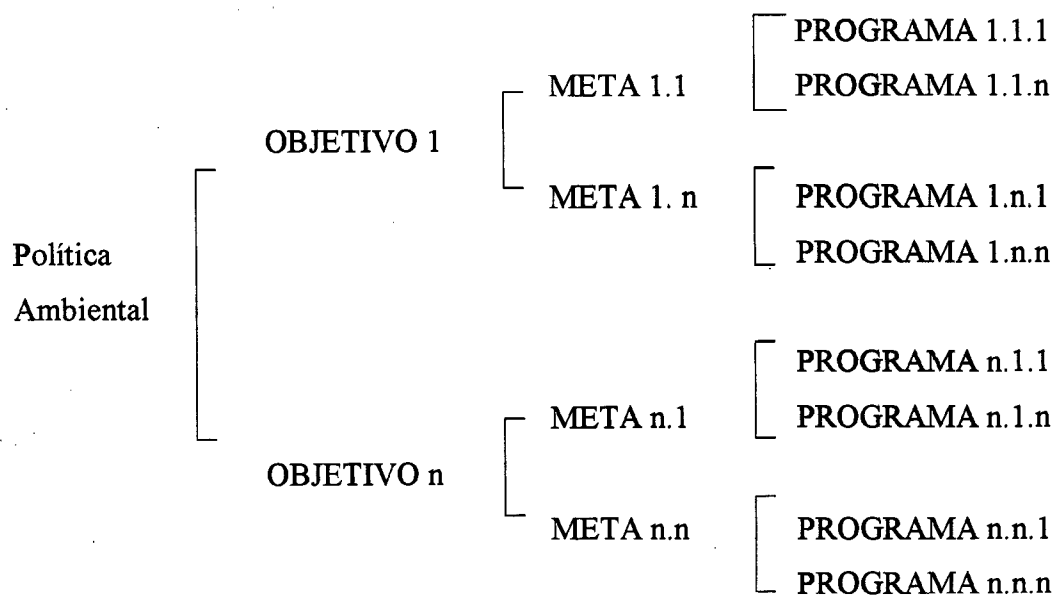 PROGRAMA 1.1.1
META 1.1
PROGRAMA 1.1.n
OBJETIVO 1
META 1. n
PROGRAMA 1.n.1
Política
PROGRAMA 1.n.n
Ambiental
PROGRAMA n.1.1
META n.1
PROGRAMA n.1.n
OBJETIVO n
META n.n
PROGRAMA n.n.1
PROGRAMA n.n.n